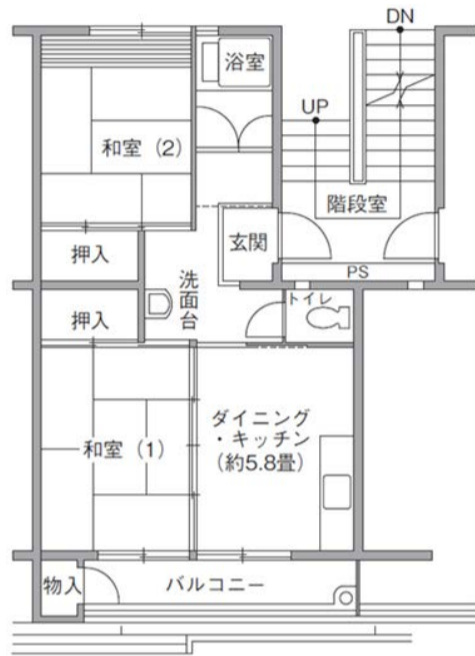 DN
浴室
UP
和室（2）
階段室
玄関
押入
PS
洗面台
トイレ
押入
ダイニング
・キッチン
（約5.8畳）
和室（1）
物入
バルコニー